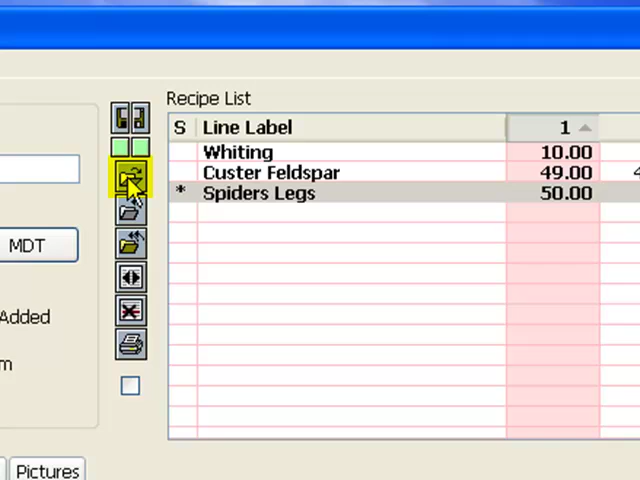 Recipe List
S Line Label 1
Whiting 10.00
Custer Feldspar 49.00 4
* Spiders Legs 50.00
MDT
Added
m
Pictures